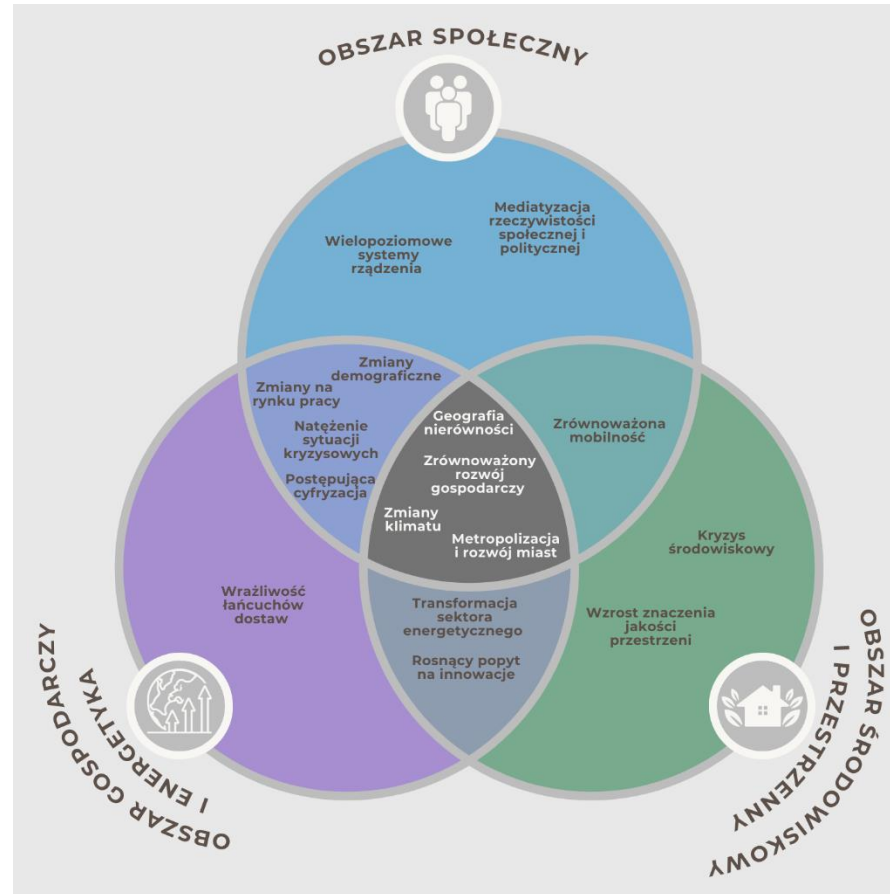 OBSZAR SPOŁECZNY
Mediatyzacja
rzeczywistości
społecznej i
politycznej
Wielopoziomowe
systemy
rządzenia
Zmiany
demograficzne
Zmiany na
rynku pracy
Natężenie
sytuacji
kryzysowych
Postępująca
cyfryzacja
Geografia
nierówności
Zrównoważony
rozwój
gospodarczy
Zmiany
klimatu
Metropolizacja
i rozwój miast
Zrównoważona
mobilność
Kryzys
środowiskowy
Wzrost znaczenia
jakości
przestrzeni
Wrażliwość
łańcuchów
dostaw
Transformacja
sektora
energetycznego
Rosnący popyt
na innowacje
OBSZAR GOSPODARCZY
I ENERGETYKA
OBSZAR ŚRODOWISKOWY
I PRZESTRZENNY